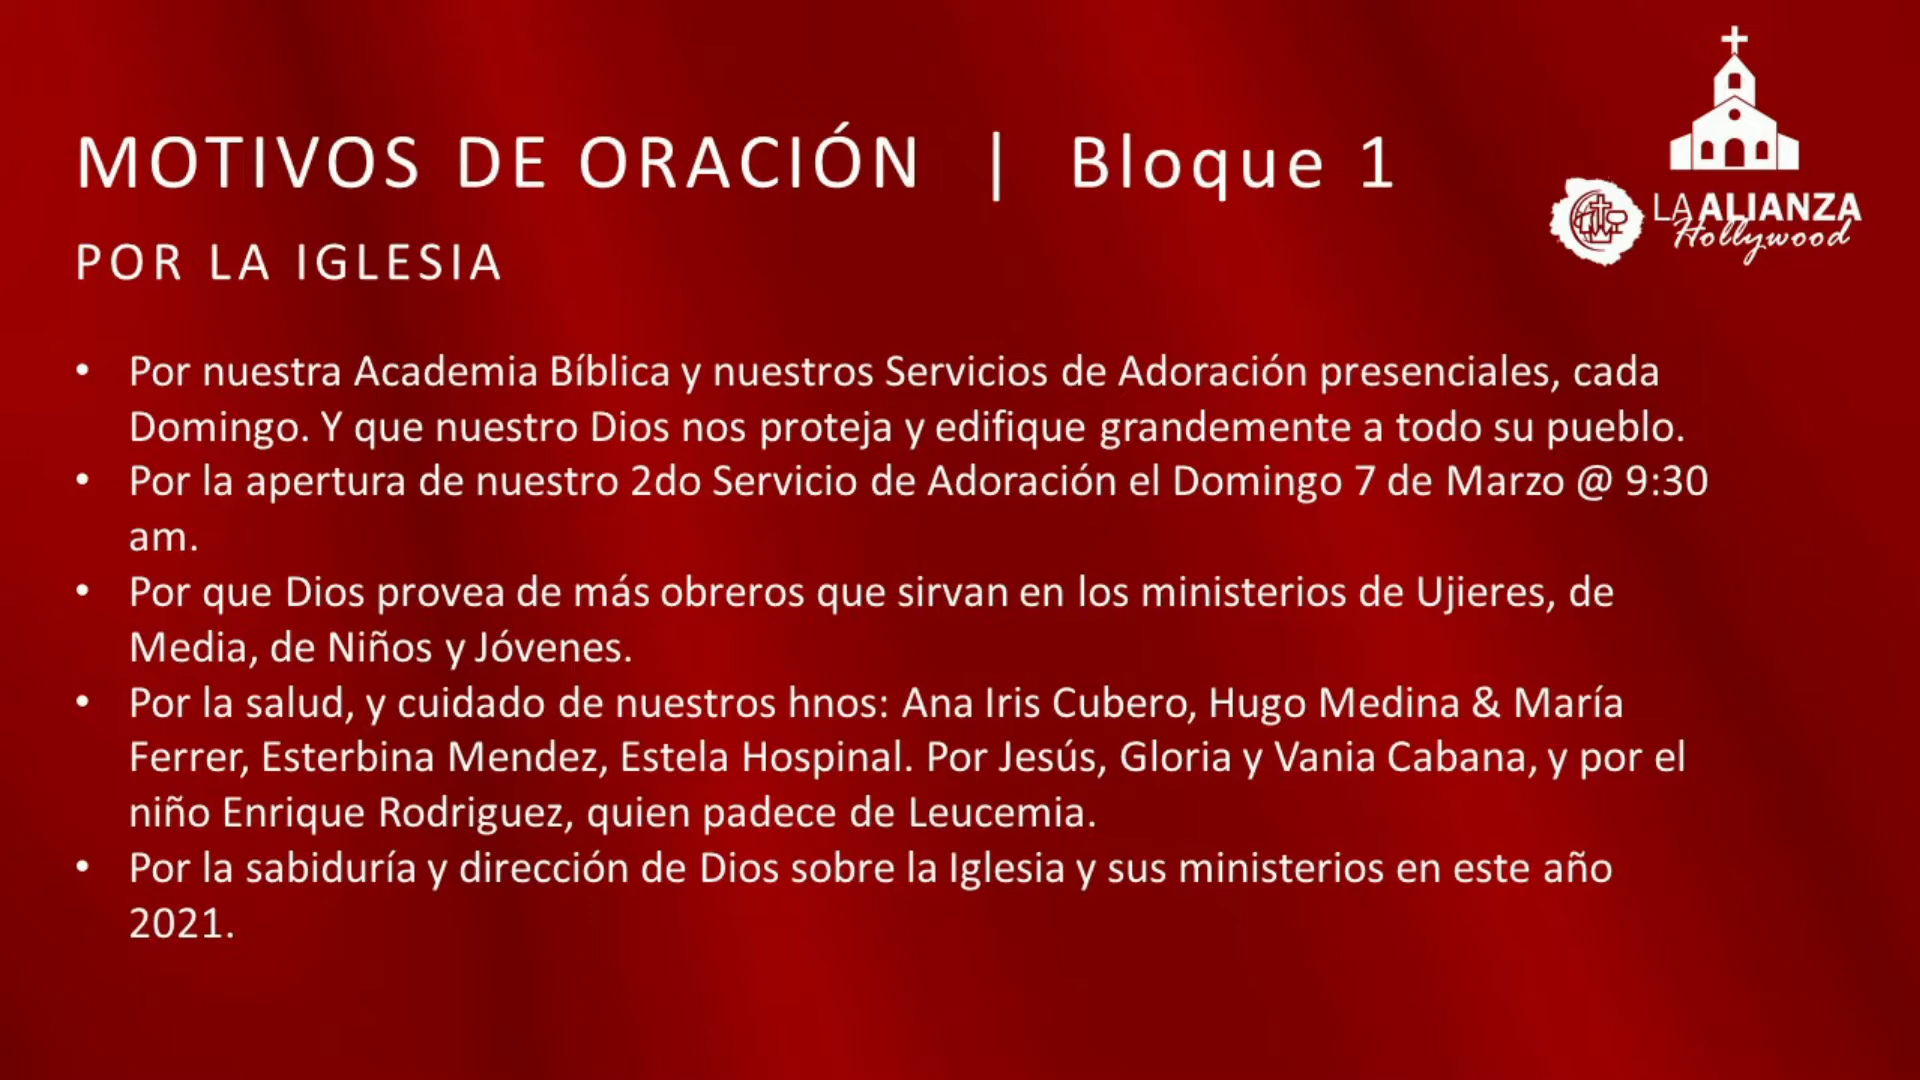 MOTIVOS DE ORACIÓN | Bloque 1
LA ALIANZA
Hollywood
POR LA IGLESIA
• Por nuestra Academia Bíblica y nuestros Servicios de Adoración presenciales, cada
Domingo. Y que nuestro Dios nos proteja y edifique grandemente a todo su pueblo.
• Por la apertura de nuestro 2do Servicio de Adoración el Domingo 7 de Marzo @ 9:30
am.
• Por que Dios provea de más obreros que sirvan en los ministerios de Ujieres, de
Media, de Niños y Jóvenes.
• Por la salud, y cuidado de nuestros hnos: Ana Iris Cubero, Hugo Medina & María
Ferrer, Esterbina Mendez, Estela Hospinal. Por Jesús, Gloria y Vania Cabana, y por el
niño Enrique Rodriguez, quien padece de Leucemia.
• Por la sabiduría y dirección de Dios sobre la Iglesia y sus ministerios en este año
2021.